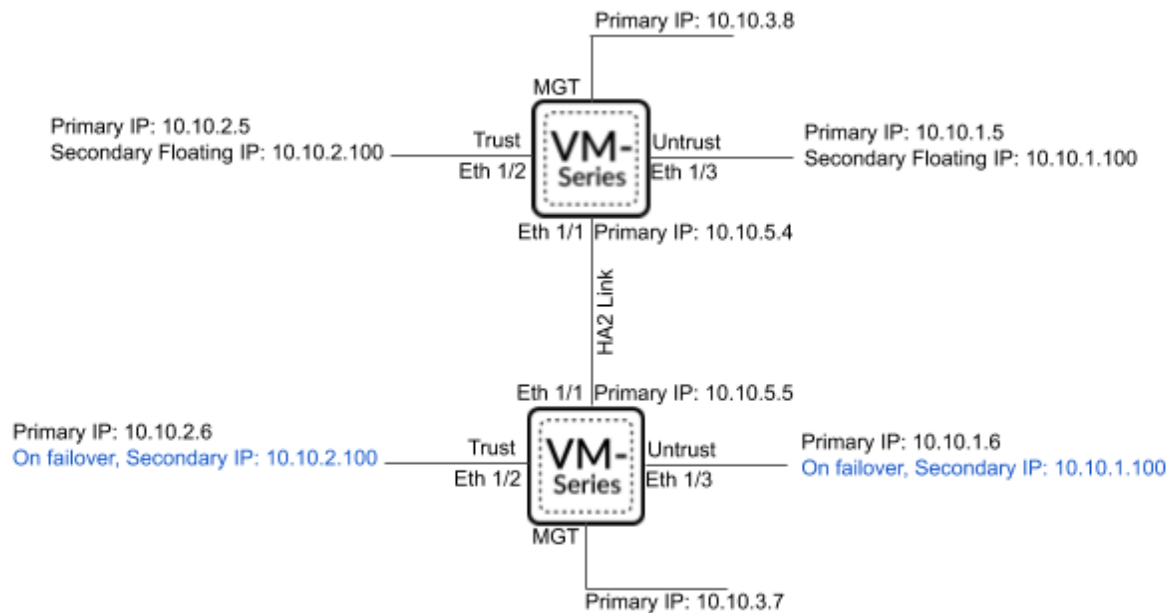 Primary IP: 10.10.3.8
MGT
Primary IP: 10.10.2.5
Secondary Floating IP: 10.10.2.100
Trust
Eth 1/2
VM-
Series
Untrust
Eth 1/3
Primary IP: 10.10.1.5
Secondary Floating IP: 10.10.1.100
Eth 1/1
Primary IP: 10.10.5.4
HA2 Link
Eth 1/1
Primary IP: 10.10.5.5
Primary IP: 10.10.2.6
On failover, Secondary IP: 10.10.2.100
Trust
Eth 1/2
VM-
Series
Untrust
Eth 1/3
Primary IP: 10.10.1.6
On failover, Secondary IP: 10.10.1.100
MGT
Primary IP: 10.10.3.7